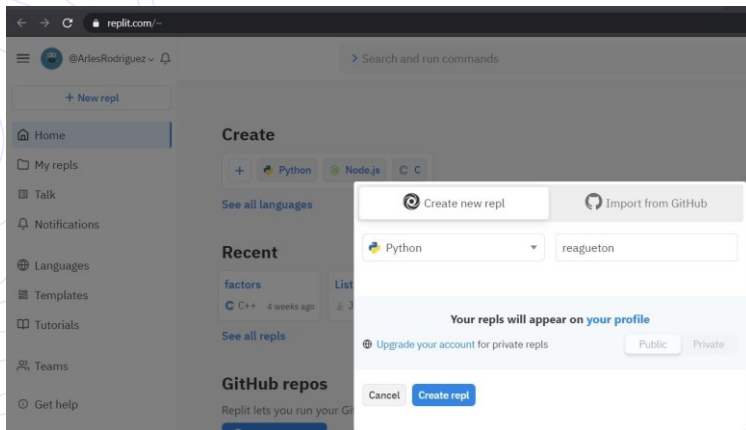 replit.com/~
@ArlesRodriguez
Search and run commands
+ New repl
Home
My repls
Talk
Notifications
Languages
Templates
Tutorials
Teams
Get help
Create
+ Python Node.js C C
See all languages
Recent
factors
C C++ 4 weeks ago
List
See all repls
GitHub repos
Replit lets you run your
Create new repl
Import from GitHub
Python
reagueton
Your repls will appear on your profile
Upgrade your account for private repls
Public Private
Cancel Create repl